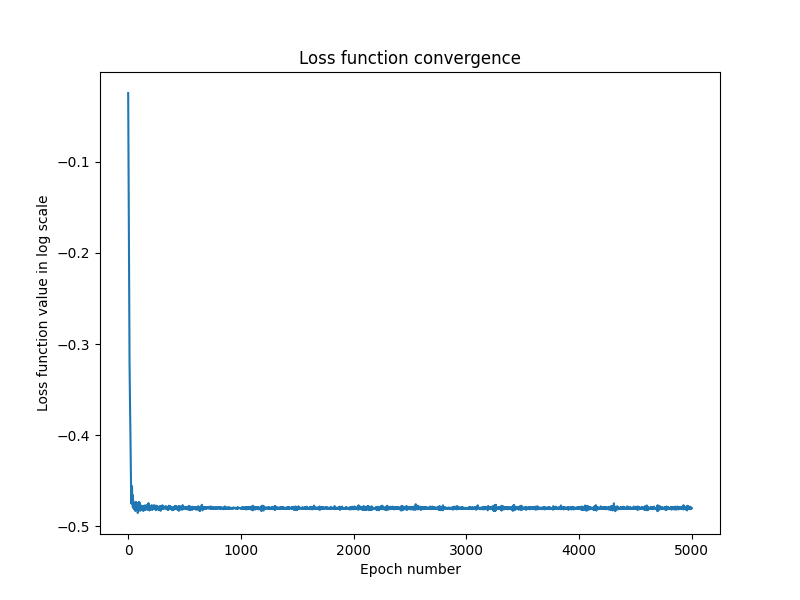 Loss function convergence
Loss function value in log scale
−0.1
−0.2
−0.3
−0.4
−0.5
0 1000 2000 3000 4000 5000
Epoch number